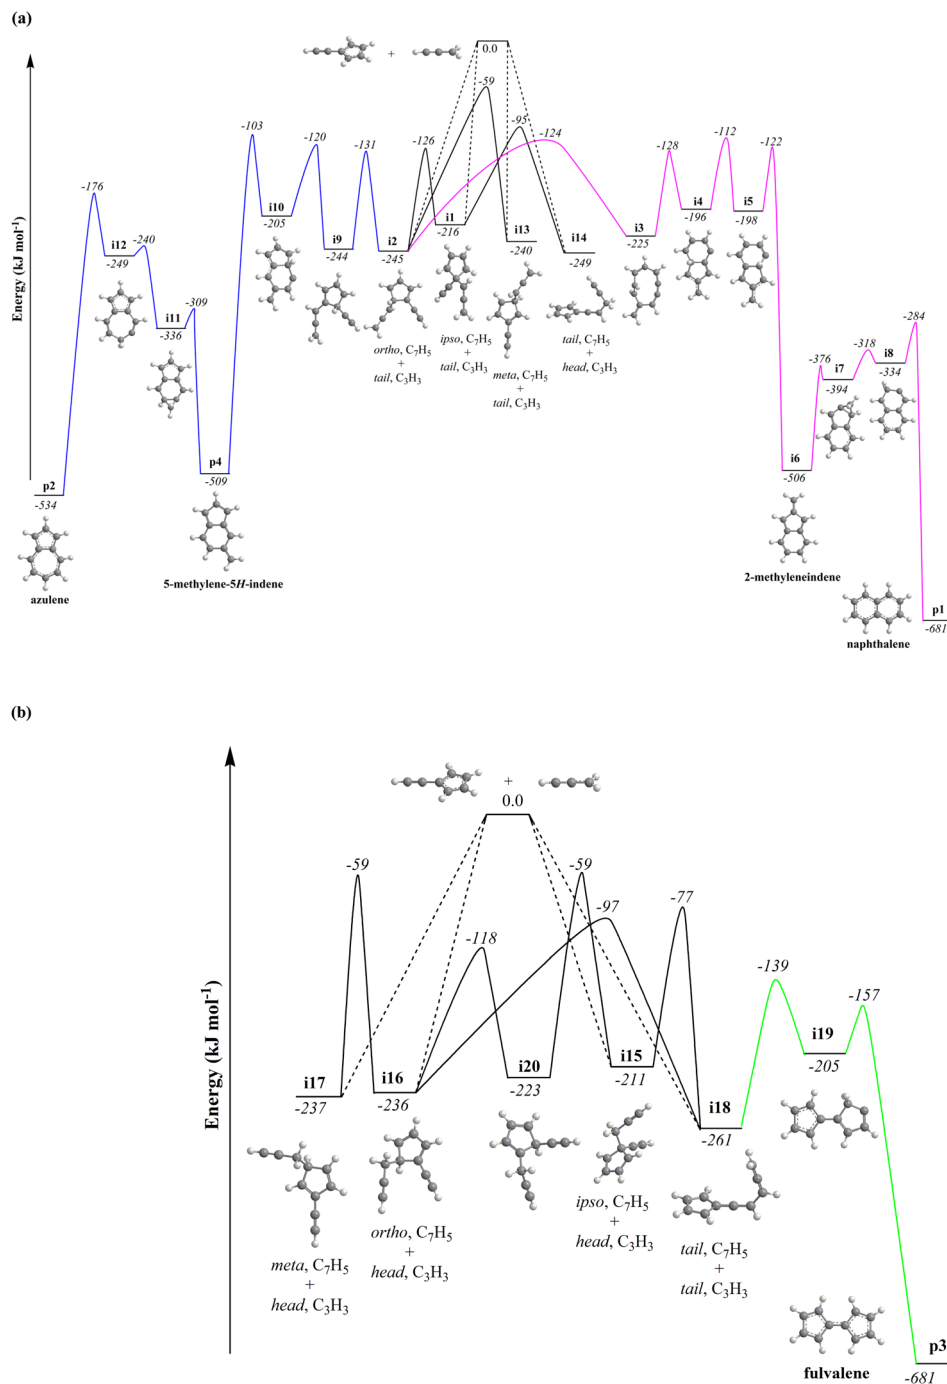 (a)
0.0
+
-59
-95
-103
-120
-131
-126
-124
-128
-112
-122
-176
i10
-205
i4
-196
i5
-198
i12
-249
-240
i9
-244
i2
-245
i1
-216
i13
-240
i14
-249
i3
-225
Energy (kJ mol-1)
i11
-336
-309
-284
-318
i8
-334
-376
i7
-394
ortho, C7H5
+
tail, C3H3
ipso, C7H5
+
tail, C3H3
meta, C7H5
+
tail, C3H3
tail, C7H5
+
head, C3H3
p4
-509
i6
-506
p2
-534
azulene
5-methylene-5H-indene
2-methyleneindene
naphthalene
p1
-681
(b)
+
0.0
-59
-59
-97
-77
-118
-139
-157
Energy (kJ mol-1)
i17
-237
i16
-236
i20
-223
i15
-211
i18
-261
i19
-205
meta, C7H5
+
head, C3H3
ortho, C7H5
+
head, C3H3
ipso, C7H5
+
head, C3H3
tail, C7H5
+
tail, C3H3
fulvalene
p3
-681